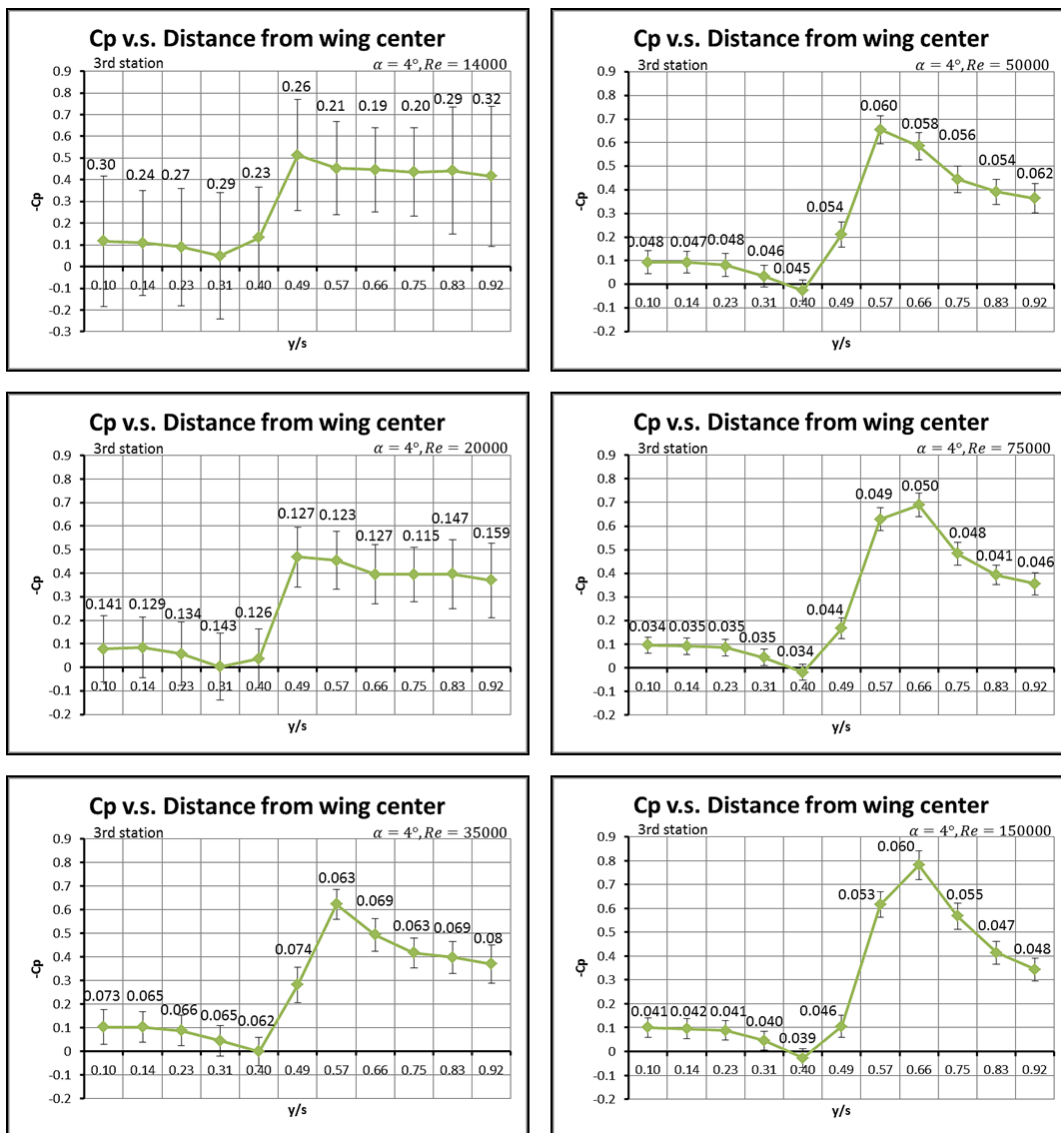 Cp v.s. Distance from wing center
3rd station α = 4°, Re = 14000
0.9
0.8
0.7
0.6
0.5
0.4
0.3
0.2
0.1
0
-0.1
-0.2
-0.3
-Cp
0.30 0.24 0.27 0.29 0.23 0.26 0.21 0.19 0.20 0.29 0.32
0.10 0.14 0.23 0.31 0.40 0.49 0.57 0.66 0.75 0.83 0.92
y/s
Cp v.s. Distance from wing center
3rd station α = 4°, Re = 50000
0.9
0.8
0.7
0.6
0.5
0.4
0.3
0.2
0.1
0
-0.1
-0.2
-Cp
0.048 0.047 0.048 0.046 0.045 0.054 0.060 0.058 0.056 0.054 0.062
0.10 0.14 0.23 0.31 0.40 0.49 0.57 0.66 0.75 0.83 0.92
y/s
Cp v.s. Distance from wing center
3rd station α = 4°, Re = 20000
0.9
0.8
0.7
0.6
0.5
0.4
0.3
0.2
0.1
0
-0.1
-0.2
-Cp
0.141 0.129 0.134 0.143 0.126 0.127 0.123 0.127 0.115 0.147 0.159
0.10 0.14 0.23 0.31 0.40 0.49 0.57 0.66 0.75 0.83 0.92
y/s
Cp v.s. Distance from wing center
3rd station α = 4°, Re = 75000
0.9
0.8
0.7
0.6
0.5
0.4
0.3
0.2
0.1
0
-0.1
-0.2
-Cp
0.034 0.035 0.035 0.035 0.034 0.044 0.049 0.050 0.048 0.041 0.046
0.10 0.14 0.23 0.31 0.40 0.49 0.57 0.66 0.75 0.83 0.92
y/s
Cp v.s. Distance from wing center
3rd station α = 4°, Re = 35000
0.9
0.8
0.7
0.6
0.5
0.4
0.3
0.2
0.1
0
-0.1
-0.2
-Cp
0.073 0.065 0.066 0.065 0.062 0.074 0.063 0.069 0.063 0.069 0.08
0.10 0.14 0.23 0.31 0.40 0.49 0.57 0.66 0.75 0.83 0.92
y/s
Cp v.s. Distance from wing center
3rd station α = 4°, Re = 150000
0.9
0.8
0.7
0.6
0.5
0.4
0.3
0.2
0.1
0
-0.1
-0.2
-Cp
0.041 0.042 0.041 0.040 0.039 0.046 0.053 0.060 0.055 0.047 0.048
0.10 0.14 0.23 0.31 0.40 0.49 0.57 0.66 0.75 0.83 0.92
y/s